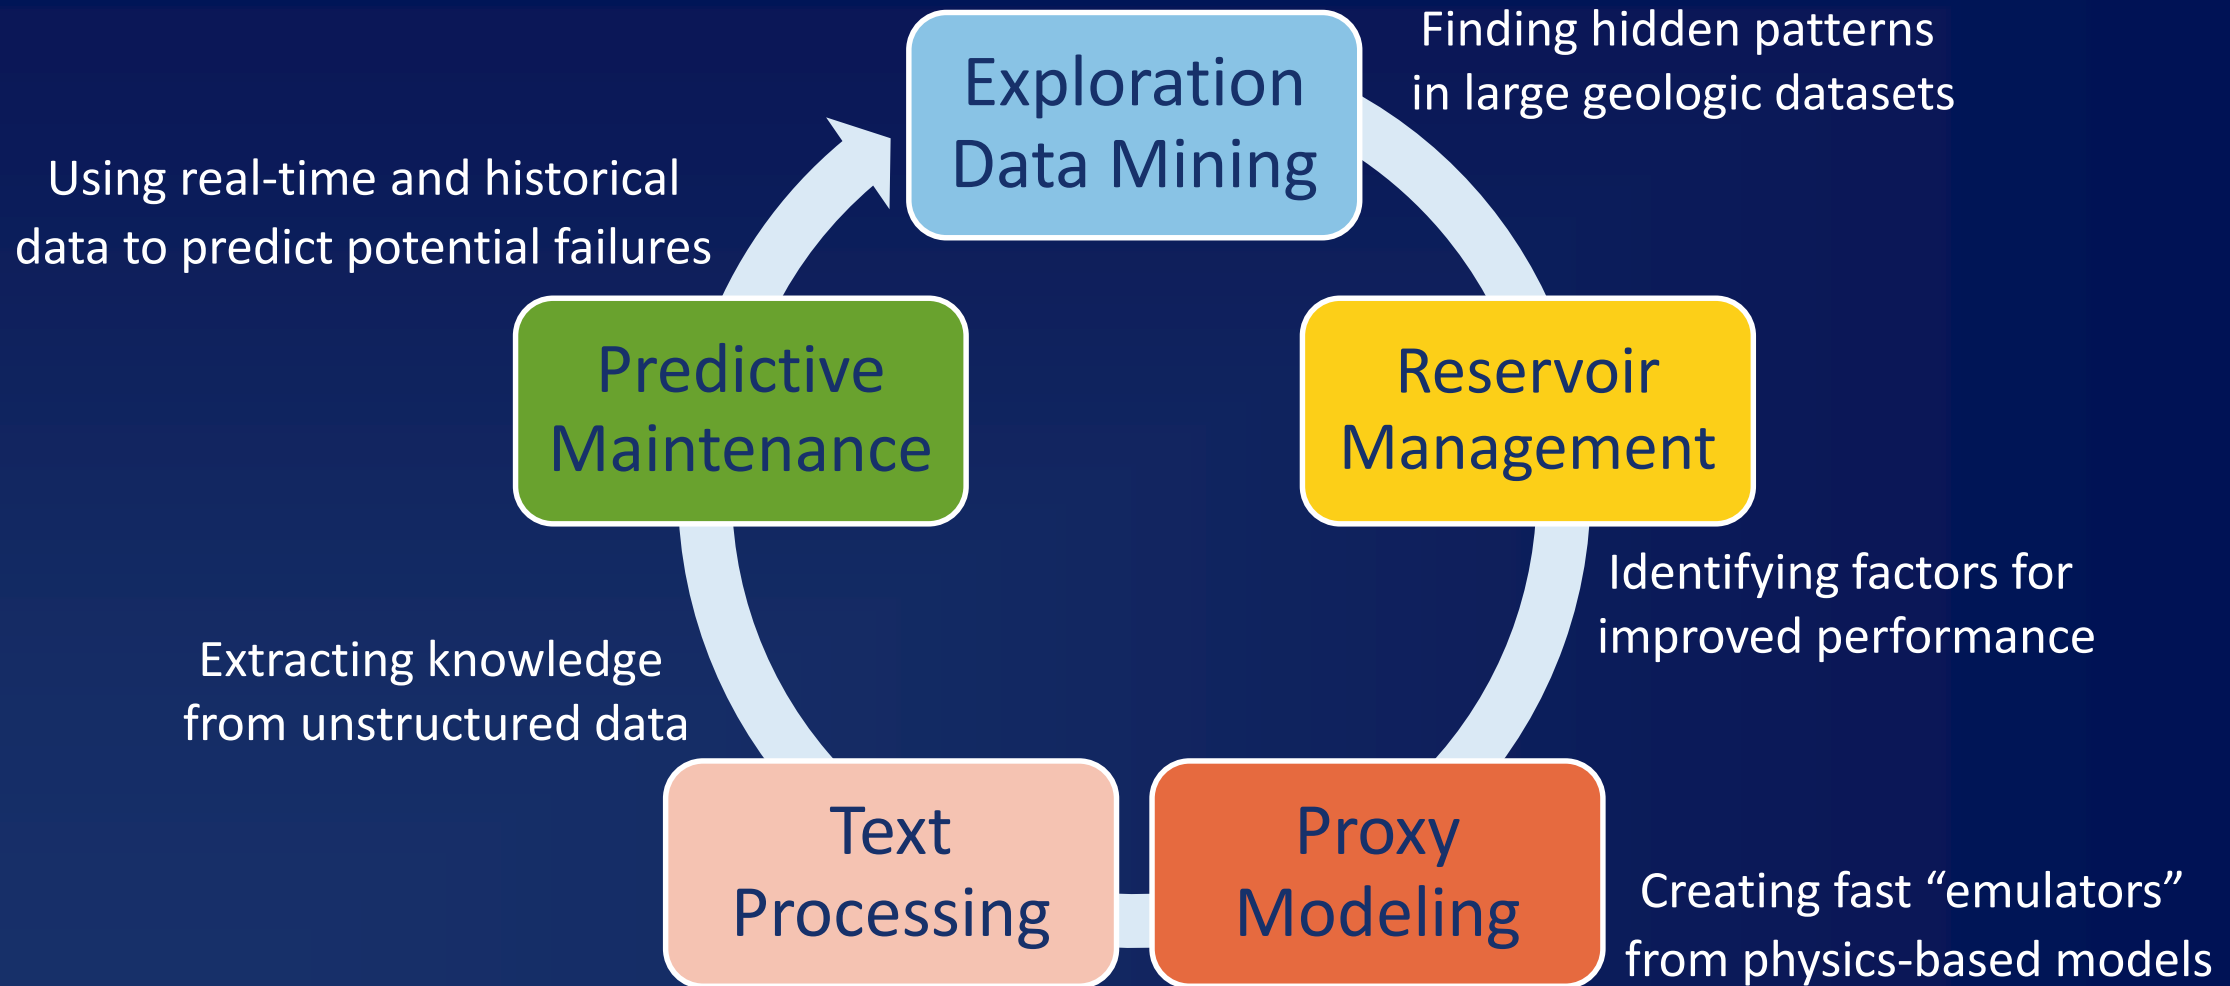 Exploration
Data Mining
Finding hidden patterns
in large geologic datasets
Reservoir
Management
Identifying factors for
improved performance
Proxy
Modeling
Creating fast “emulators”
from physics-based models
Text
Processing
Extracting knowledge
from unstructured data
Predictive
Maintenance
Using real-time and historical
data to predict potential failures